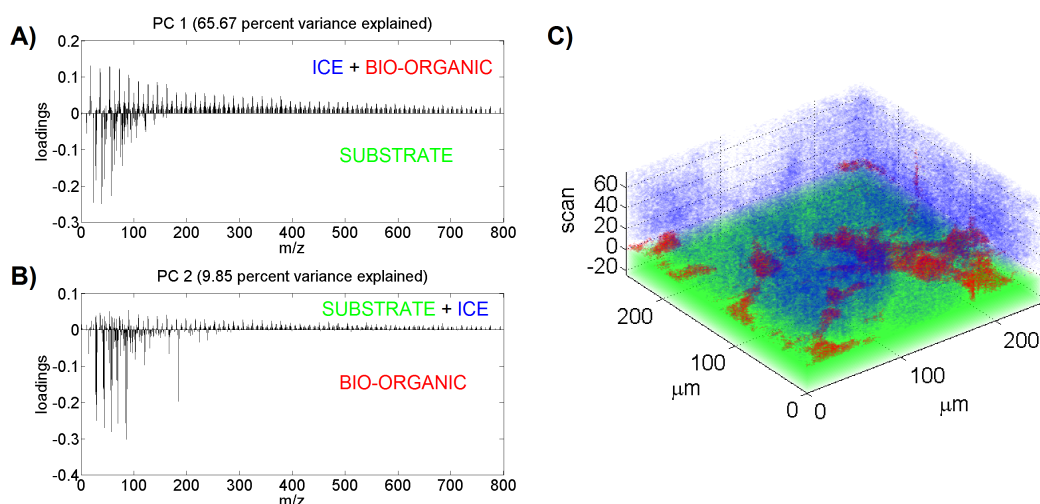 A)
PC 1 (65.67 percent variance explained)
0.2
0.1
0
-0.1
-0.2
-0.3
loadings
ICE + BIO-ORGANIC
SUBSTRATE
0 100 200 300 400 500 600 700 800
m/z
B)
PC 2 (9.85 percent variance explained)
0.1
0
-0.1
-0.2
-0.3
-0.4
loadings
SUBSTRATE + ICE
BIO-ORGANIC
0 100 200 300 400 500 600 700 800
m/z
C)
scan
60
40
20
0
-20
200
100
0
μm
0
100
200
μm